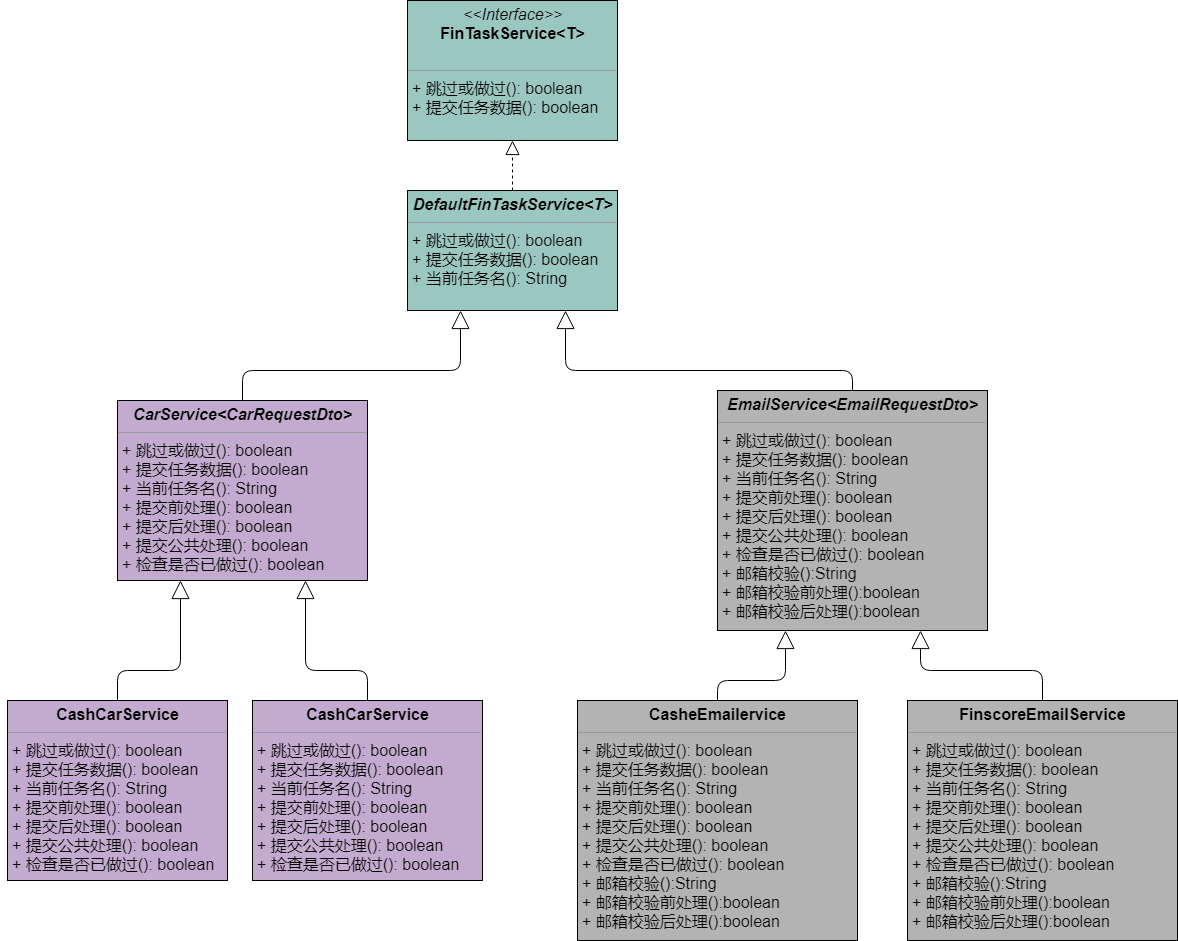 <<Interface>>
FinTaskService<T>
+ 跳过或做过(): boolean
+ 提交任务数据(): boolean
DefaultFinTaskService<T>
+ 跳过或做过(): boolean
+ 提交任务数据(): boolean
+ 当前任务名(): String
CarService<CarRequestDto>
+ 跳过或做过(): boolean
+ 提交任务数据(): boolean
+ 当前任务名(): String
+ 提交前处理(): boolean
+ 提交后处理(): boolean
+ 提交公共处理(): boolean
+ 检查是否已做过(): boolean
EmailService<EmailRequestDto>
+ 跳过或做过(): boolean
+ 提交任务数据(): boolean
+ 当前任务名(): String
+ 提交前处理(): boolean
+ 提交后处理(): boolean
+ 提交公共处理(): boolean
+ 检查是否已做过(): boolean
+ 邮箱校验():String
+ 邮箱校验前处理():boolean
+ 邮箱校验后处理():boolean
CashCarService
+ 跳过或做过(): boolean
+ 提交任务数据(): boolean
+ 当前任务名(): String
+ 提交前处理(): boolean
+ 提交后处理(): boolean
+ 提交公共处理(): boolean
+ 检查是否已做过(): boolean
CashCarService
+ 跳过或做过(): boolean
+ 提交任务数据(): boolean
+ 当前任务名(): String
+ 提交前处理(): boolean
+ 提交后处理(): boolean
+ 提交公共处理(): boolean
+ 检查是否已做过(): boolean
CasheEmailervice
+ 跳过或做过(): boolean
+ 提交任务数据(): boolean
+ 当前任务名(): String
+ 提交前处理(): boolean
+ 提交后处理(): boolean
+ 提交公共处理(): boolean
+ 检查是否已做过(): boolean
+ 邮箱校验():String
+ 邮箱校验前处理():boolean
+ 邮箱校验后处理():boolean
FinscoreEmailService
+ 跳过或做过(): boolean
+ 提交任务数据(): boolean
+ 当前任务名(): String
+ 提交前处理(): boolean
+ 提交后处理(): boolean
+ 提交公共处理(): boolean
+ 检查是否已做过(): boolean
+ 邮箱校验():String
+ 邮箱校验前处理():boolean
+ 邮箱校验后处理():boolean